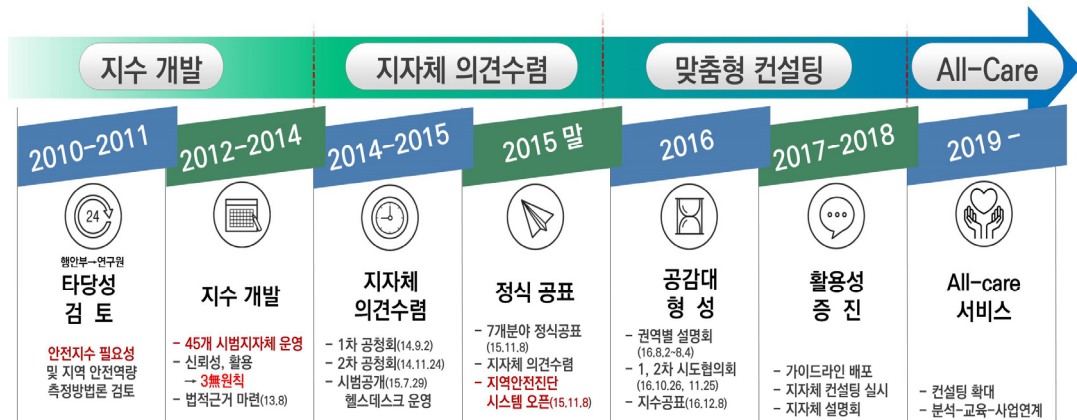 지수 개발
지자체 의견수렴
맞춤형 컨설팅
All-Care
2010-2011
24
행안부→연구원
타당성
검 토
안전지수 필요성
및 지역 안전역량
측정방법론 검토
2012-2014
지수 개발
- 45개 시범지자체 운영
- 신뢰성, 활용
→ 3無원칙
- 법적근거 마련(13.8)
2014-2015
지자체
의견수렴
- 1차 공청회(14.9.2)
- 2차 공청회(14.11.24)
- 시범공개(15.7.29)
헬스데스크 운영
2015 말
정식 공표
- 7개분야 정식공표
(15.11.8)
- 지자체 의견수렴
- 지역안전진단
시스템 오픈(15.11.8)
2016
공감대
형 성
- 권역별 설명회
(16.8.2~8.4)
- 1, 2차 시도협의회
(16.10.26, 11.25)
- 지수공표(16.12.8)
2017-2018
활용성
증 진
- 가이드라인 배포
- 지자체 컨설팅 실시
- 지자체 설명회
2019 -
All-care
서비스
- 컨설팅 확대
- 분석-교육-사업연계